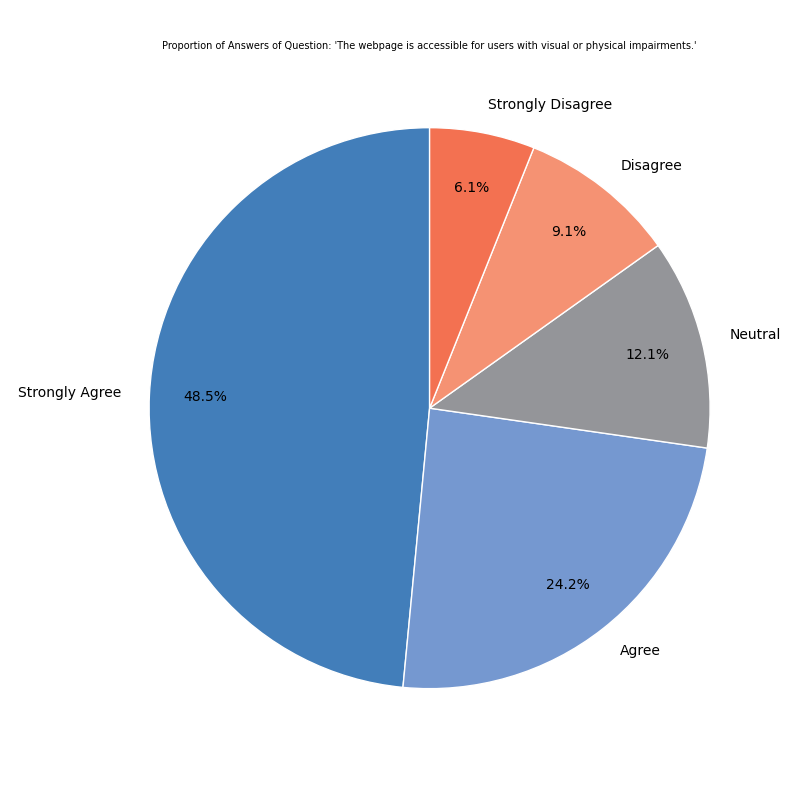 Proportion of Answers of Question: 'The webpage is accessible for users with visual or physical impairments.'
Strongly Disagree
Disagree
6.1%
9.1%
Neutral
12.1%
Strongly Agree
48.5%
24.2%
Agree